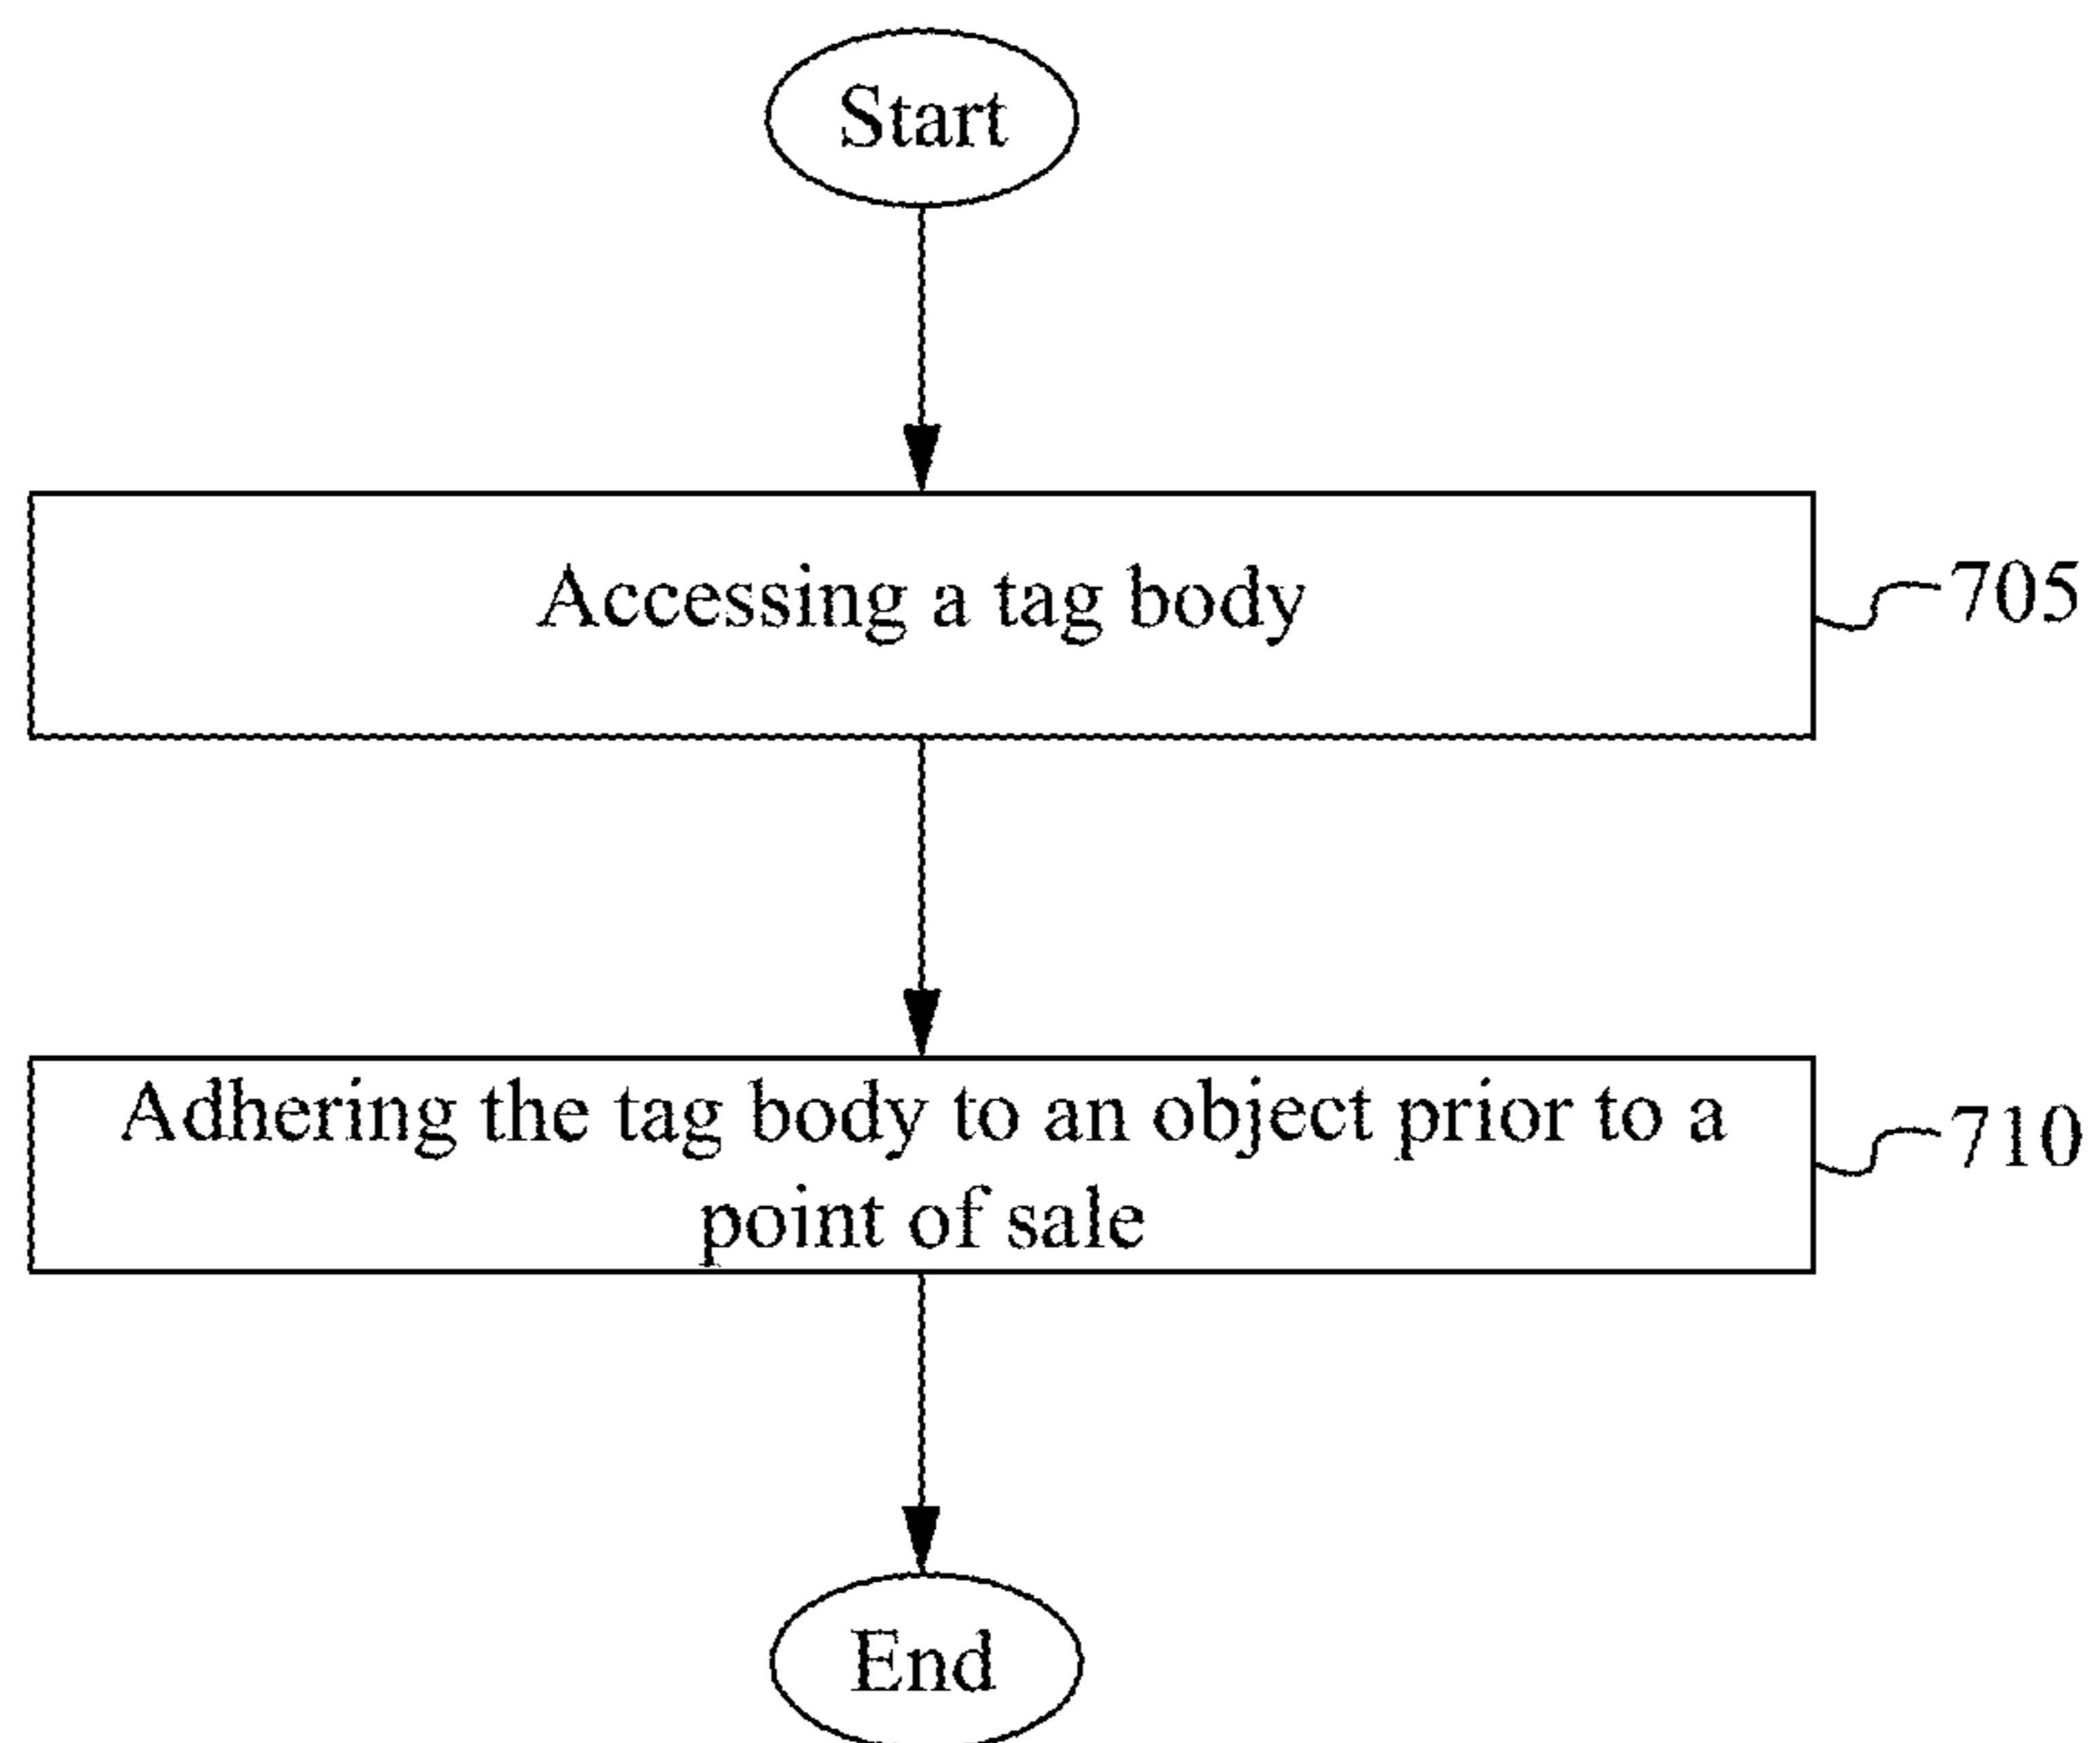 Start
Accessing a tag body
705
Adhering the tag body to an object prior to a
point of sale
710
End